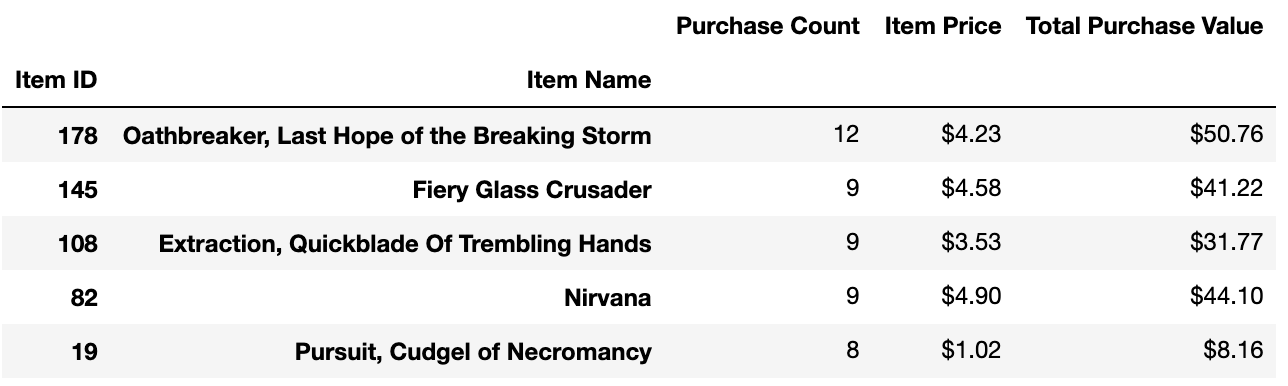 Purchase Count Item Price Total Purchase Value
Item ID Item Name
178 Oathbreaker, Last Hope of the Breaking Storm 12 $4.23 $50.76
145 Fiery Glass Crusader 9 $4.58 $41.22
108 Extraction, Quickblade Of Trembling Hands 9 $3.53 $31.77
82 Nirvana 9 $4.90 $44.10
19 Pursuit, Cudgel of Necromancy 8 $1.02 $8.16